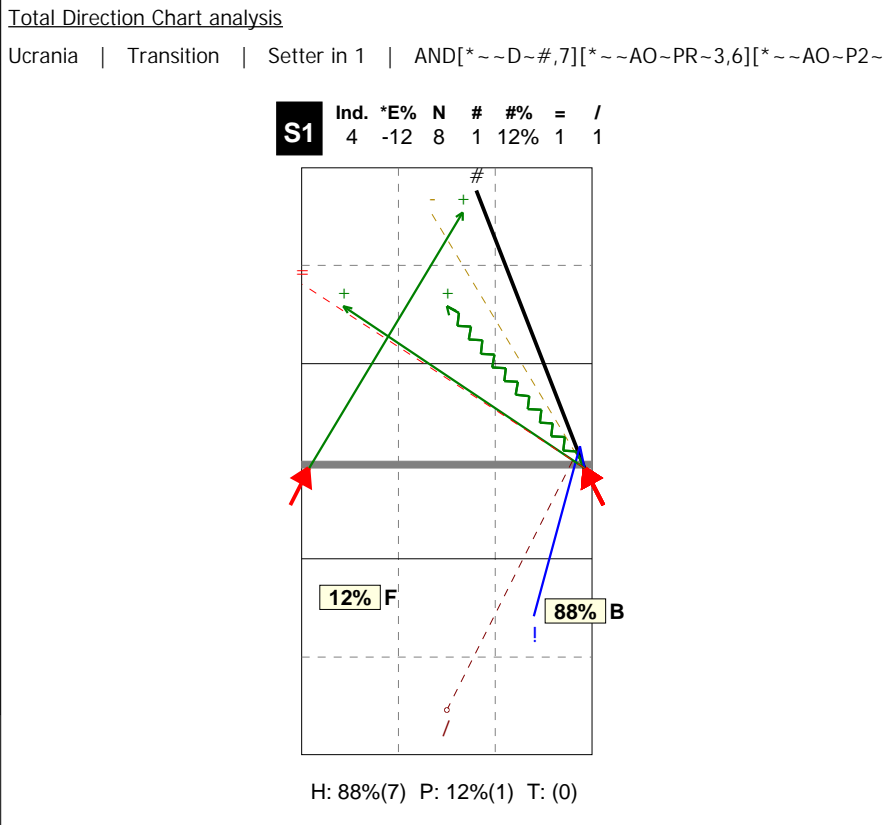 Total Direction Chart analysis
Ucrania | Transition | Setter in 1 | AND[*~~D~#,7][*~~AO~PR~3,6][*~~AO~P2~
S1 Ind. *E% N # #% = /
4 -12 8 1 12% 1 1
#
- +
=
+ +
12% F
88% B
!
/
H: 88%(7) P: 12%(1) T: (0)